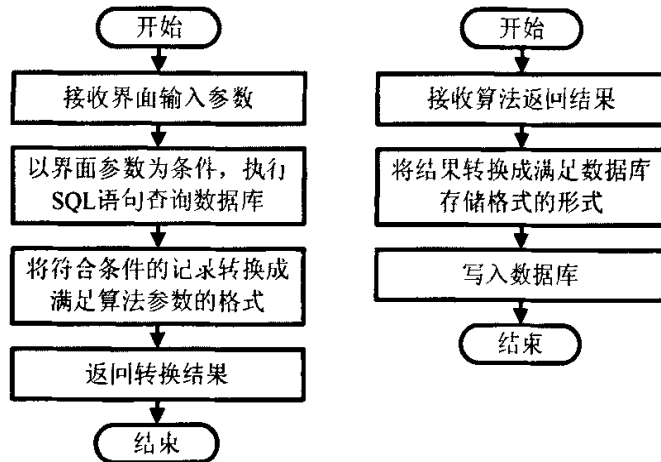 开始
接收界面输入参数
以界面参数为条件，执行
SQL语句查询数据库
将符合条件的记录转换成
满足算法参数的格式
返回转换结果
结束
开始
接收算法返回结果
将结果转换成满足数据库
存储格式的形式
写入数据库
结束